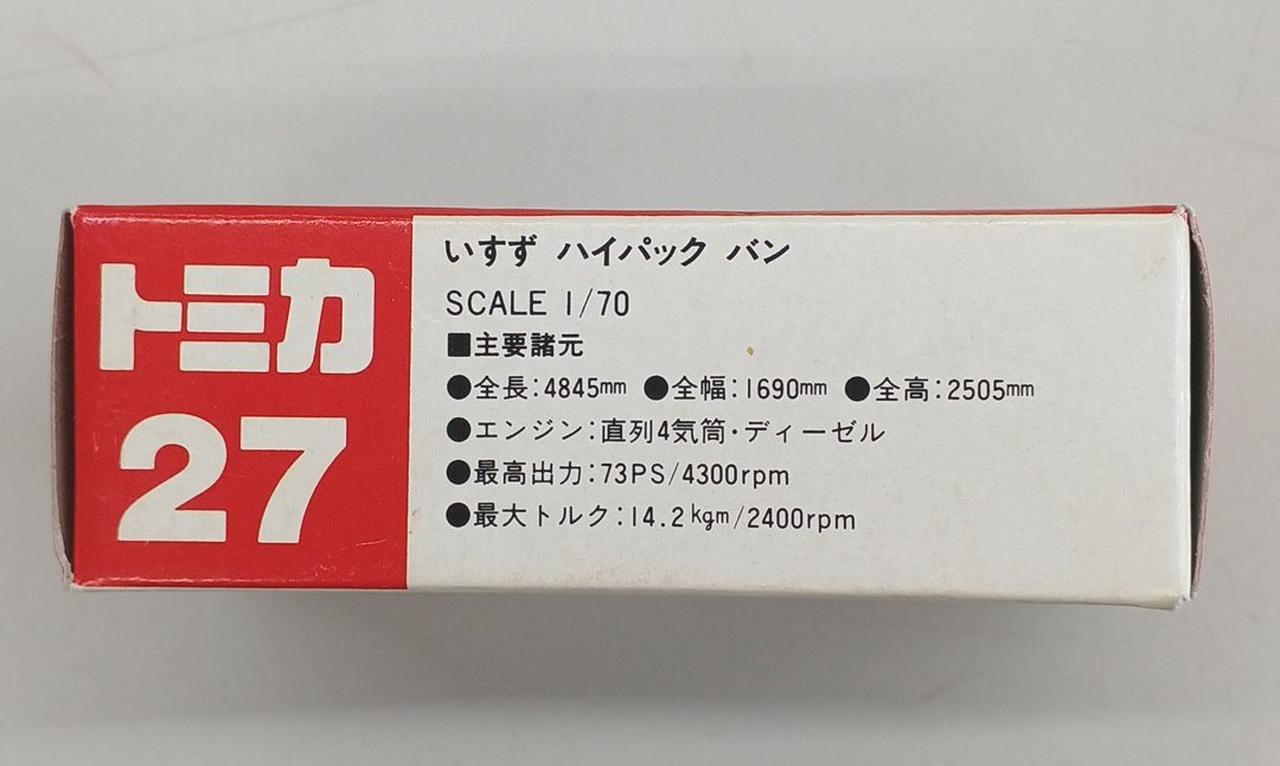 トミカ
27
いすず ハイパック バン
SCALE 1/70
■主要諸元
●全長:4845mm ●全幅:1690mm ●全高:2505mm
●エンジン:直列4気筒・ディーゼル
●最高出力:73PS/4300rpm
●最大トルク:14.2kgm/2400rpm